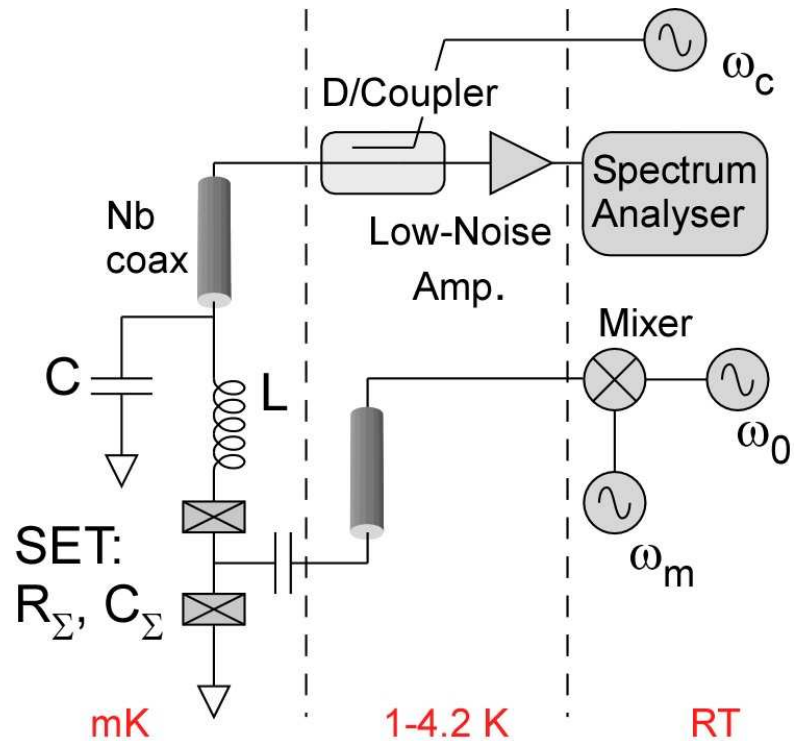 ω_c
D/Coupler
Spectrum
Analyser
Nb
coax
Low-Noise
Amp.
Mixer
C
L
ω_0
ω_m
SET:
R_Σ, C_Σ
mK
1-4.2 K
RT